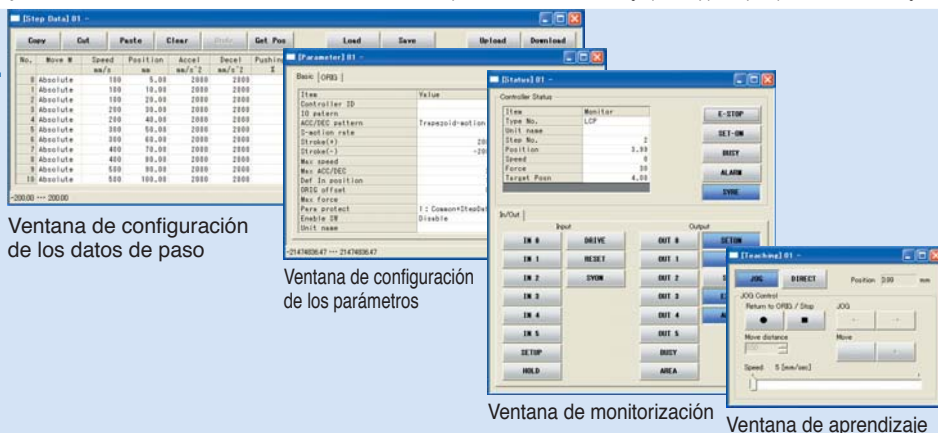 [Step Data] 01 -
Copy Cut Paste Clear Undo Get Pos Load Save Upload Download
No. Move M Speed Position Accel Decel Pushing
mm/s mm mm/s^2 mm/s^2 %
0 Absolute 100 5.00 2000 2000
1 Absolute 100 10.00 2000 2000
2 Absolute 100 20.00 2000 2000
3 Absolute 200 30.00 2000 2000
4 Absolute 200 40.00 2000 2000
5 Absolute 300 50.00 2000 2000
6 Absolute 300 60.00 2000 2000
7 Absolute 400 70.00 2000 2000
8 Absolute 400 80.00 2000 2000
9 Absolute 500 90.00 2000 2000
10 Absolute 500 100.00 2000 2000
-200.00 --- 200.00
Ventana de configuración
de los datos de paso
[Parameter] 01 -
Basic ORIG
Item Value
Controller ID
IO patern
ACC/DEC pattern Trapezoid-motion
S-motion rate
Stroke(+) 200
Stroke(-) -200
Max speed
Max ACC/DEC
Def In position
ORIG offset
Max force
Para protect 1: Common+StepDat
Enable SW Disable
Unit name
-2147483647 --- 2147483647
Ventana de configuración
de los parámetros
[Status] 01 -
Controller Status
Item Monitor
Type No. LCP
Unit name
Step No. 2
Position 3.99
Speed 0
Force 30
Target Posn 4.00
E-STOP
SET-ON
BUSY
ALARM
SVRE
In/Out
Input Output
IN 0 DRIVE OUT 0 SETON
IN 1 RESET OUT 1
IN 2 SVON OUT 2
IN 3 OUT 3
IN 4 OUT 4
IN 5 OUT 5
SETUP BUSY
HOLD AREA
Ventana de monitorización
[Teaching] 01 -
JOG DIRECT Position 3.99 mm
JOG Control
Return to ORIG / Stop JOG
Move distance Move
Speed 5 [mm/sec]
Ventana de aprendizaje